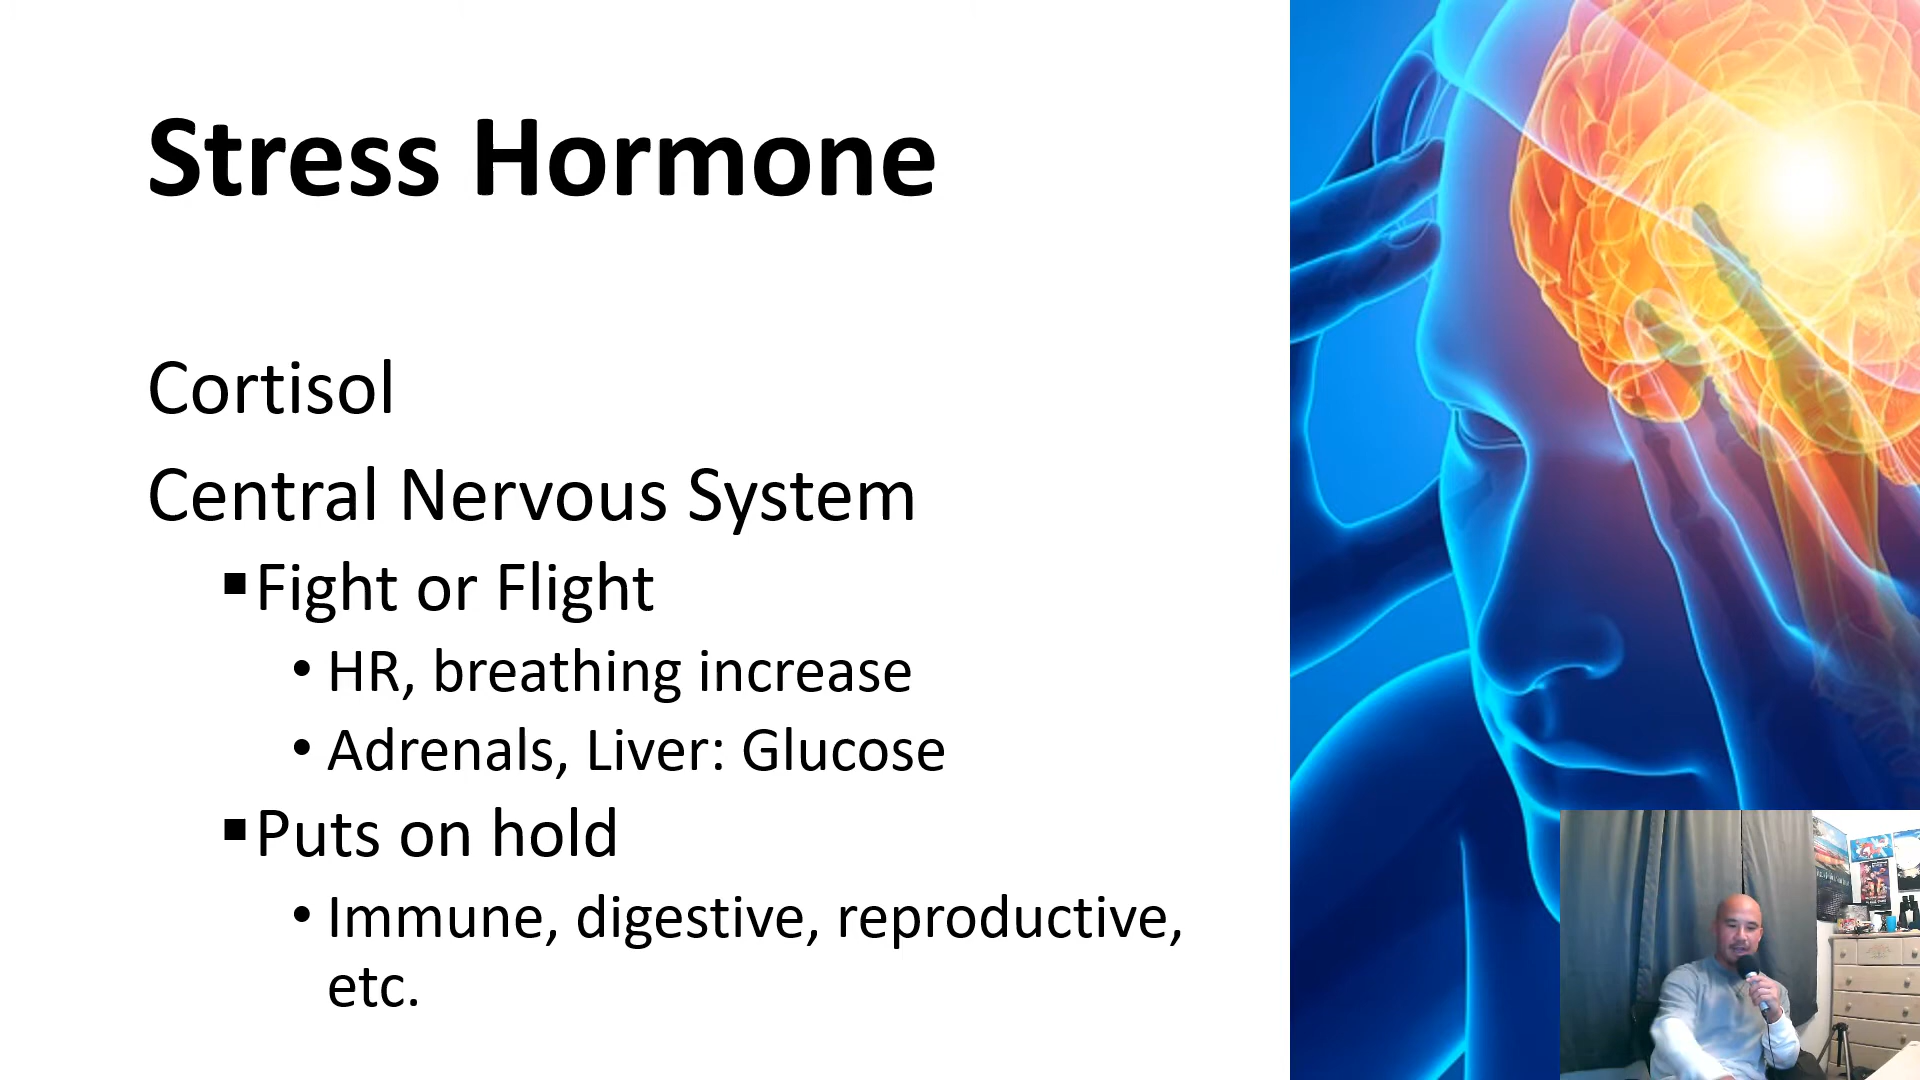 Stress Hormone
Cortisol
Central Nervous System
▪Fight or Flight
• HR, breathing increase
• Adrenals, Liver: Glucose
▪Puts on hold
• Immune, digestive, reproductive,
etc.